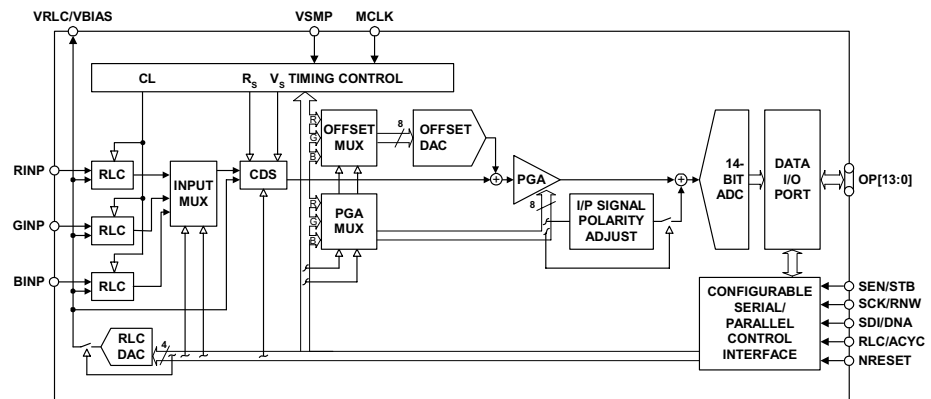 VRLC/VBIAS
VSMP
MCLK
CL
RS
VS TIMING CONTROL
R
G
B
OFFSET
MUX
8
OFFSET
DAC
RINP
RLC
INPUT
MUX
CDS
PGA
14-
BIT
ADC
DATA
I/O
PORT
OP[13:0]
GINP
RLC
R
G
B
PGA
MUX
8
I/P SIGNAL
POLARITY
ADJUST
BINP
RLC
CONFIGURABLE
SERIAL/
PARALLEL
CONTROL
INTERFACE
SEN/STB
SCK/RNW
SDI/DNA
RLC/ACYC
NRESET
RLC
DAC
4